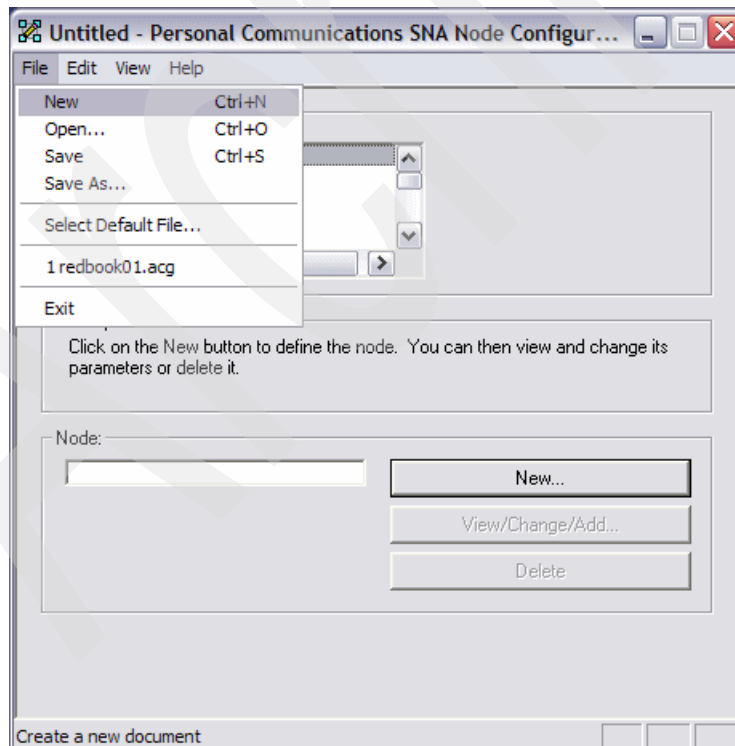 Untitled - Personal Communications SNA Node Configur...
File Edit View Help
New Ctrl+N
Open... Ctrl+O
Save Ctrl+S
Save As...
Select Default File...
1 redbook01.acg
Exit
Click on the New button to define the node. You can then view and change its
parameters or delete it.
Node:
New...
View/Change/Add...
Delete
Create a new document